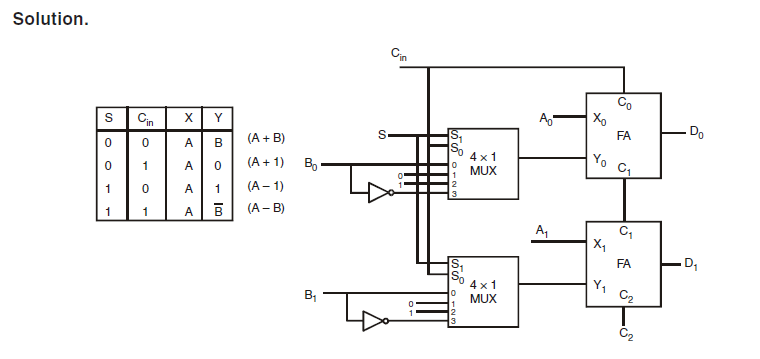 Solution.
S C_in X Y
0 0 A B (A + B)
0 1 A 0 (A + 1)
1 0 A 1 (A – 1)
1 1 A B̅ (A – B)
C_in
S
B₀
0
1
S₁
S₀
0
1
2
3
4 × 1
MUX
A₀
C₀
X₀
FA
Y₀
C₁
D₀
B₁
0
1
S₁
S₀
0
1
2
3
4 × 1
MUX
A₁
C₁
X₁
FA
Y₁
C₂
D₁
C₂